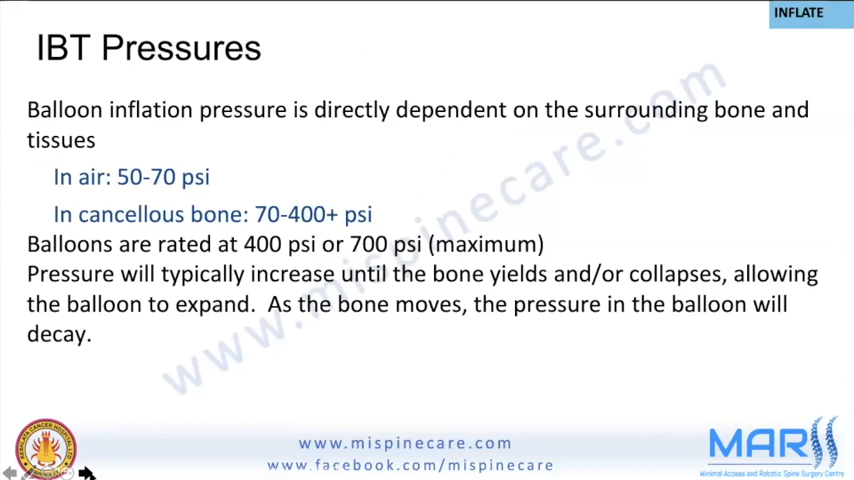 INFLATE
IBT Pressures
Balloon inflation pressure is directly dependent on the surrounding bone and
tissues
In air: 50-70 psi
In cancellous bone: 70-400+ psi
Balloons are rated at 400 psi or 700 psi (maximum)
Pressure will typically increase until the bone yields and/or collapses, allowing
the balloon to expand. As the bone moves, the pressure in the balloon will
decay.
www.mispinecare.com
www.mispinecare.com
www.facebook.com/mispinecare
MAR
Minimal Access and Robotic Spine Surgery Centre